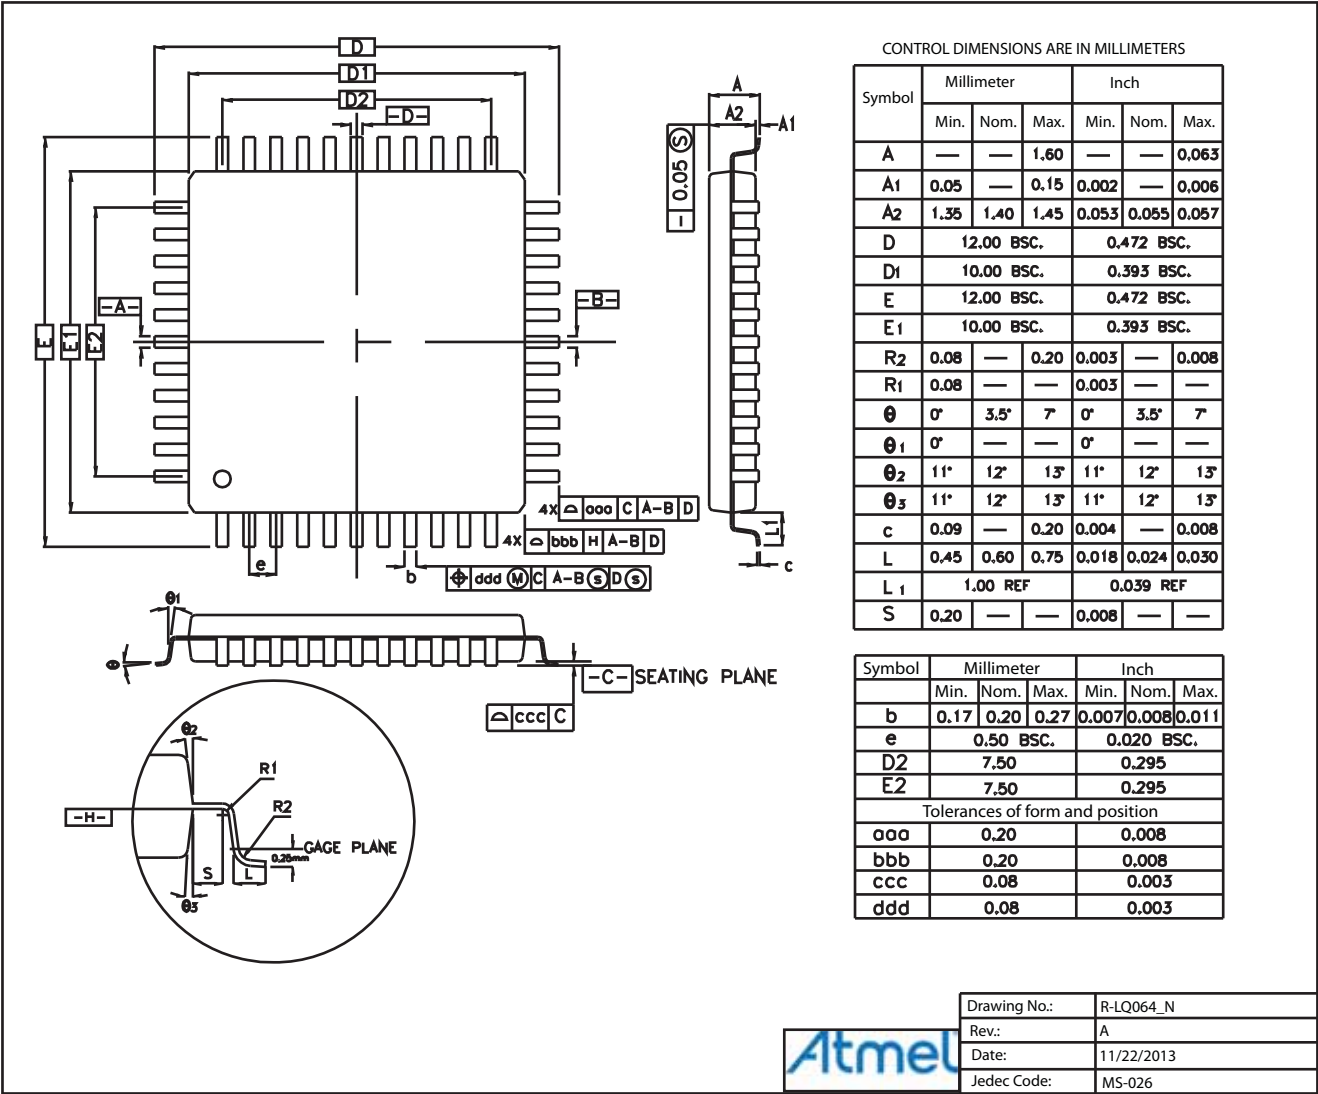 D
D1
D2
-D-
A
A2
A1
0.05 S
-A-
-B-
E
E1
E2
4X aaa C A-B D
4X bbb H A-B D
ddd M C A-B S D S
e
b
L1
c
θ1
θ
-C- SEATING PLANE
ccc C
θ2
R1
R2
-H-
GAGE PLANE
0.25mm
S
L
θ3
CONTROL DIMENSIONS ARE IN MILLIMETERS
Symbol Millimeter Inch
Min. Nom. Max. Min. Nom. Max.
A — — 1.60 — — 0.063
A1 0.05 — 0.15 0.002 — 0.006
A2 1.35 1.40 1.45 0.053 0.055 0.057
D 12.00 BSC. 0.472 BSC.
D1 10.00 BSC. 0.393 BSC.
E 12.00 BSC. 0.472 BSC.
E1 10.00 BSC. 0.393 BSC.
R2 0.08 — 0.20 0.003 — 0.008
R1 0.08 — — 0.003 — —
θ 0° 3.5° 7° 0° 3.5° 7°
θ1 0° — — 0° — —
θ2 11° 12° 13° 11° 12° 13°
θ3 11° 12° 13° 11° 12° 13°
c 0.09 — 0.20 0.004 — 0.008
L 0.45 0.60 0.75 0.018 0.024 0.030
L1 1.00 REF 0.039 REF
S 0.20 — — 0.008 — —
Symbol Millimeter Inch
Min. Nom. Max. Min. Nom. Max.
b 0.17 0.20 0.27 0.007 0.008 0.011
e 0.50 BSC. 0.020 BSC.
D2 7.50 0.295
E2 7.50 0.295
Tolerances of form and position
aaa 0.20 0.008
bbb 0.20 0.008
ccc 0.08 0.003
ddd 0.08 0.003
Atmel
Drawing No.: R-LQ064_N
Rev.: A
Date: 11/22/2013
Jedec Code: MS-026